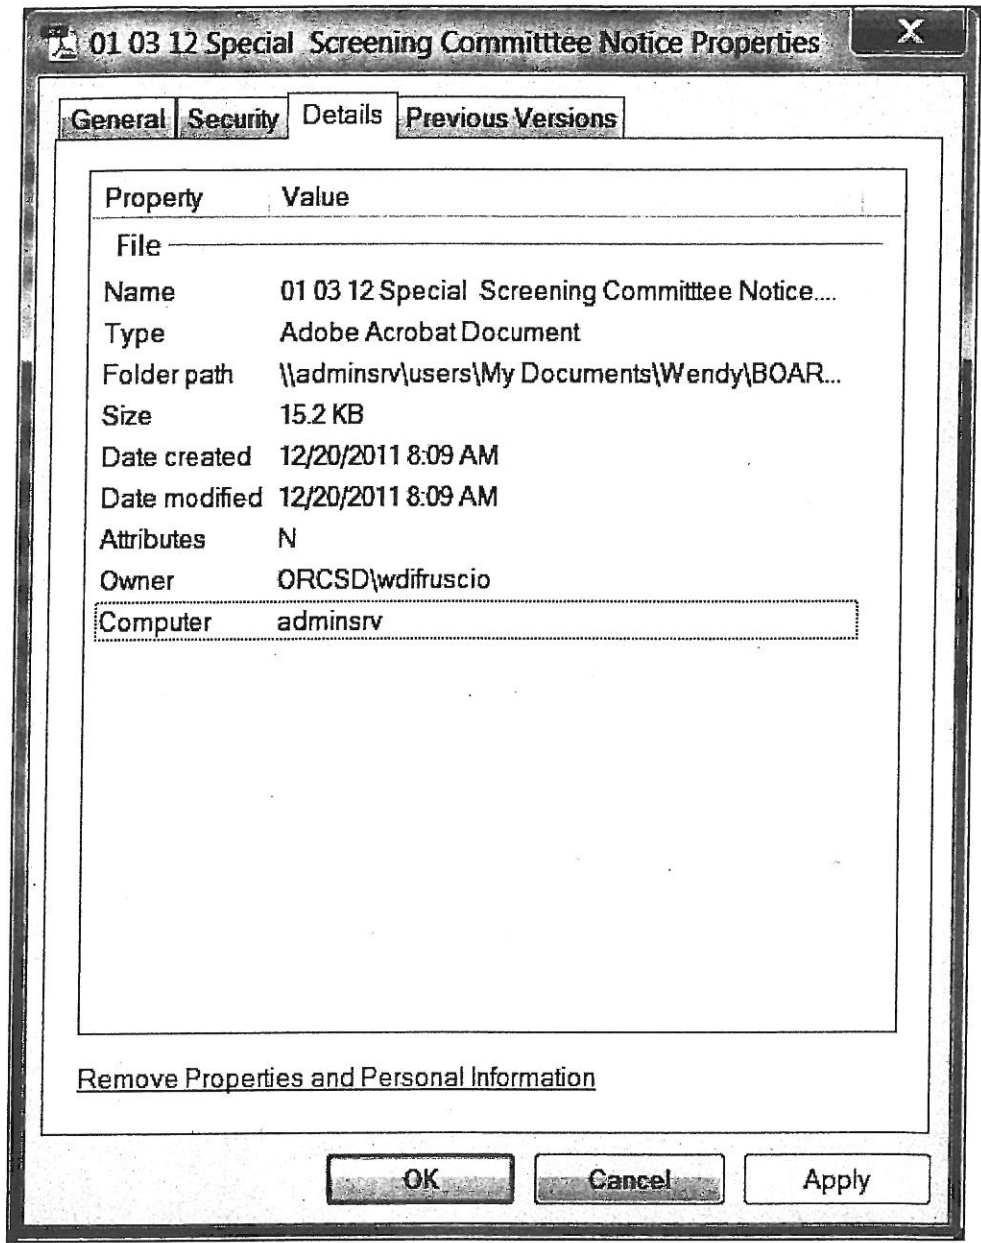 01 03 12 Special  Screening Committtee Notice Properties X
General Security Details Previous Versions
Property Value
File
Name 01 03 12 Special  Screening Committtee Notice....
Type Adobe Acrobat Document
Folder path \\adminsrv\users\My Documents\Wendy\BOAR...
Size 15.2 KB
Date created 12/20/2011 8:09 AM
Date modified 12/20/2011 8:09 AM
Attributes N
Owner ORCSD\wdifruscio
Computer adminsrv
Remove Properties and Personal Information
OK Cancel Apply